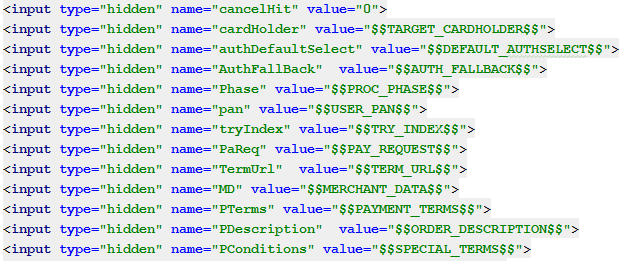 <input type="hidden" name="cancelHit" value="0">
<input type="hidden" name="cardHolder" value="$$TARGET_CARDHOLDER$$">
<input type="hidden" name="authDefaultSelect" value="$$DEFAULT_AUTHSELECT$$">
<input type="hidden" name="AuthFallBack"  value="$$AUTH_FALLBACK$$">
<input type="hidden" name="Phase" value="$$PROC_PHASE$$">
<input type="hidden" name="pan" value="$$USER_PAN$$">
<input type="hidden" name="tryIndex" value="$$TRY_INDEX$$">
<input type="hidden" name="PaReq" value="$$PAY_REQUEST$$">
<input type="hidden" name="TermUrl"  value="$$TERM_URL$$">
<input type="hidden" name="MD" value="$$MERCHANT_DATA$$">
<input type="hidden" name="PTerms" value="$$PAYMENT_TERMS$$">
<input type="hidden" name="PDescription"  value="$$ORDER_DESCRIPTION$$">
<input type="hidden" name="PConditions" value="$$SPECIAL_TERMS$$">